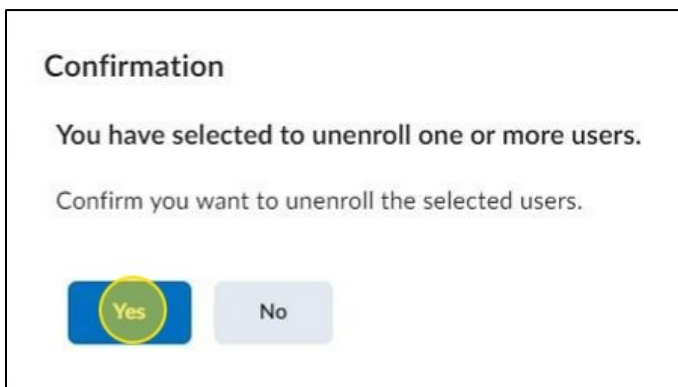 Confirmation
You have selected to unenroll one or more users.
Confirm you want to unenroll the selected users.
Yes No